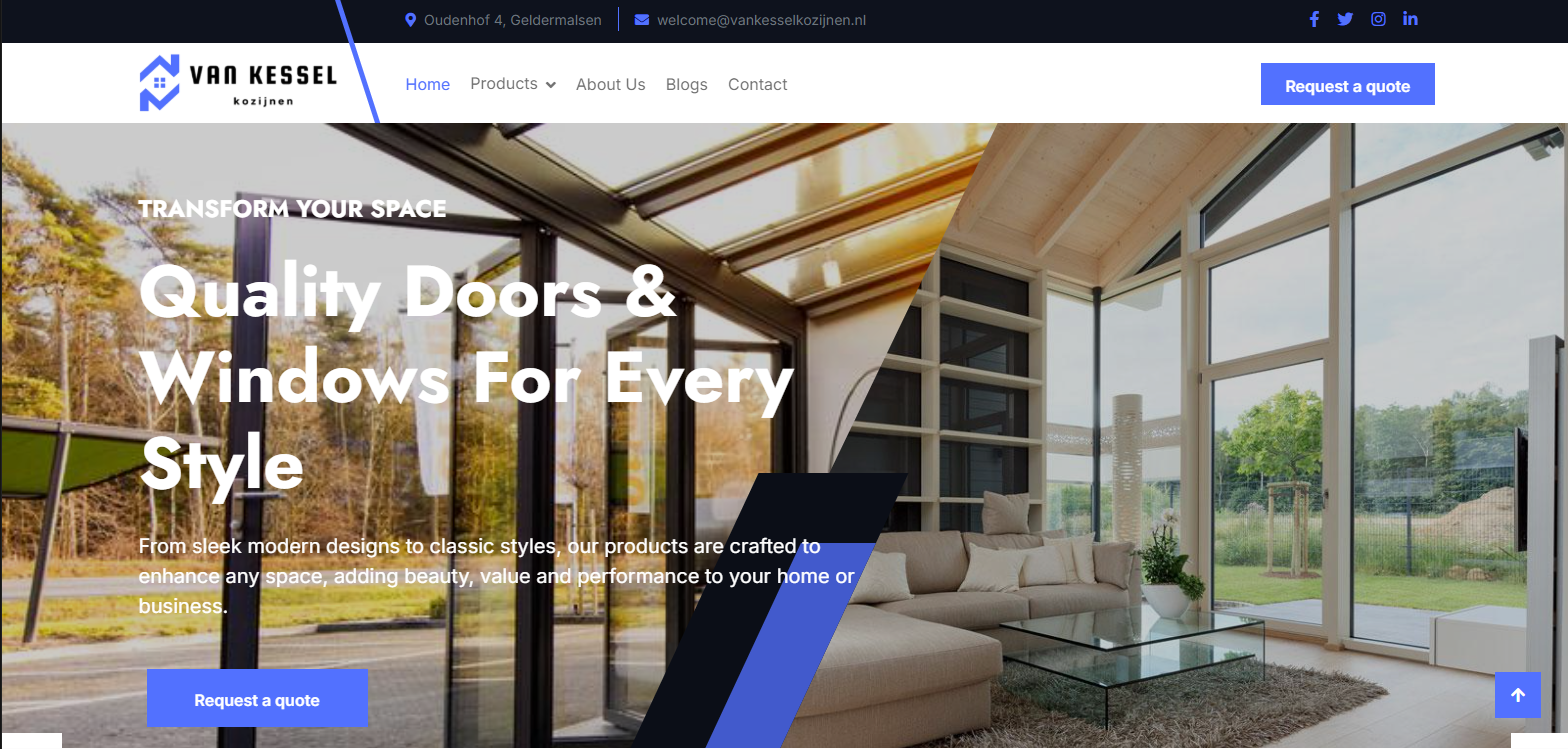 Oudenhof 4, Geldermalsen
welcome@vankesselkozijnen.nl
VAN KESSEL
kozijnen
Home
Products
About Us
Blogs
Contact
Request a quote
TRANSFORM YOUR SPACE
Quality Doors &
Windows For Every
Style
From sleek modern designs to classic styles, our products are crafted to
enhance any space, adding beauty, value and performance to your home or
business.
Request a quote